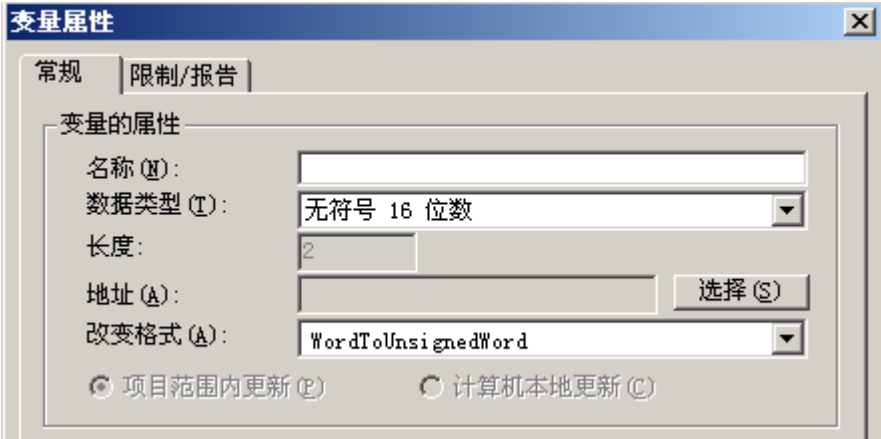 变量属性
常规 限制/报告
变量的属性
名称(N):
数据类型(T): 无符号 16 位数
长度: 2
地址(A): 选择(S)
改变格式(A): WordToUnsignedWord
项目范围内更新(P) 计算机本地更新(C)